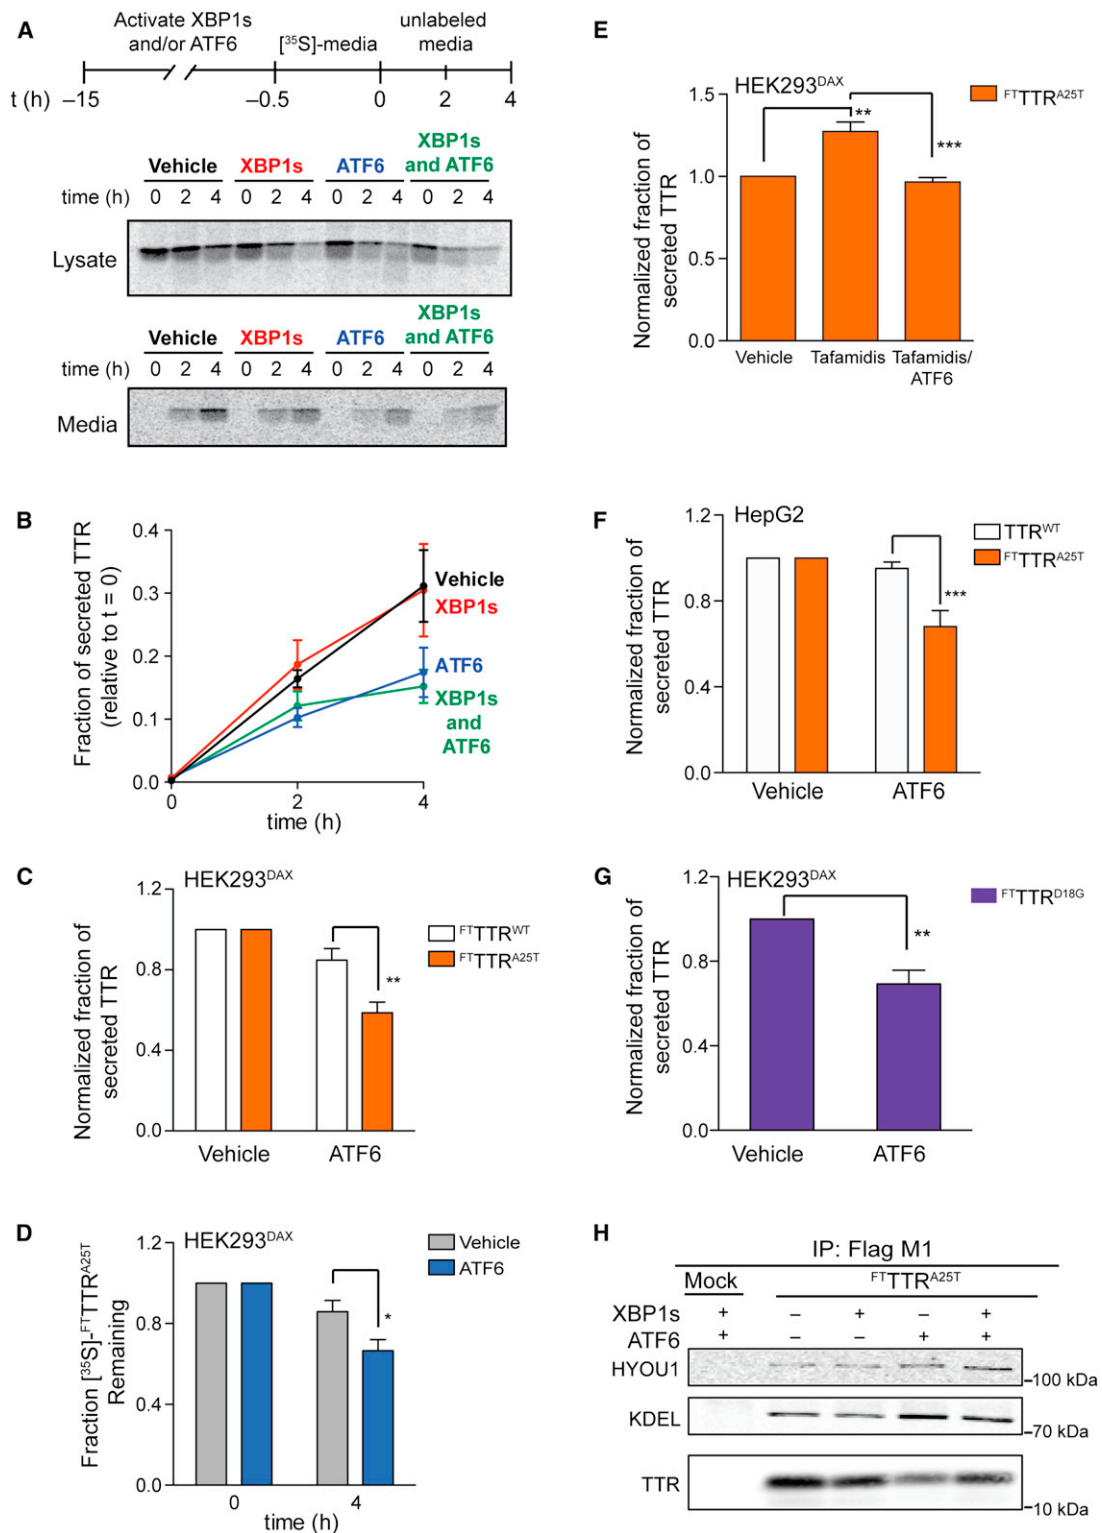 A
Activate XBP1s
and/or ATF6
[³⁵S]-media
unlabeled
media
t (h) –15 –0.5 0 2 4
Vehicle XBP1s ATF6 XBP1s
and ATF6
time (h) 0 2 4 0 2 4 0 2 4 0 2 4
Lysate
Vehicle XBP1s ATF6 XBP1s
and ATF6
time (h) 0 2 4 0 2 4 0 2 4 0 2 4
Media
B
Fraction of secreted TTR
(relative to t = 0)
0.4
0.3
0.2
0.1
0.0
Vehicle
XBP1s
ATF6
XBP1s
and
ATF6
0 2 4
time (h)
C
HEK293ᴰᴬˣ
Normalized fraction of
secreted TTR
1.2
0.8
0.4
0.0
FTTTRWT
FTTTRA25T
**
Vehicle ATF6
D
HEK293ᴰᴬˣ
Fraction [³⁵S]-FTTTRA25T
Remaining
1.2
0.8
0.4
0.0
Vehicle
ATF6
*
0 4
time (h)
E
HEK293ᴰᴬˣ
FTTTRA25T
Normalized fraction of
secreted TTR
1.5
1.0
0.5
0.0
**
***
Vehicle Tafamidis Tafamidis/
ATF6
F
HepG2
Normalized fraction of
secreted TTR
1.2
0.8
0.4
0.0
TTRWT
FTTTRA25T
***
Vehicle ATF6
G
HEK293ᴰᴬˣ
FTTTRD18G
Normalized fraction of
secreted TTR
1.2
0.8
0.4
0.0
**
Vehicle ATF6
H
IP: Flag M1
Mock FTTTRA25T
XBP1s + – + – +
ATF6 + – – + +
HYOU1 –100 kDa
KDEL –70 kDa
TTR –10 kDa